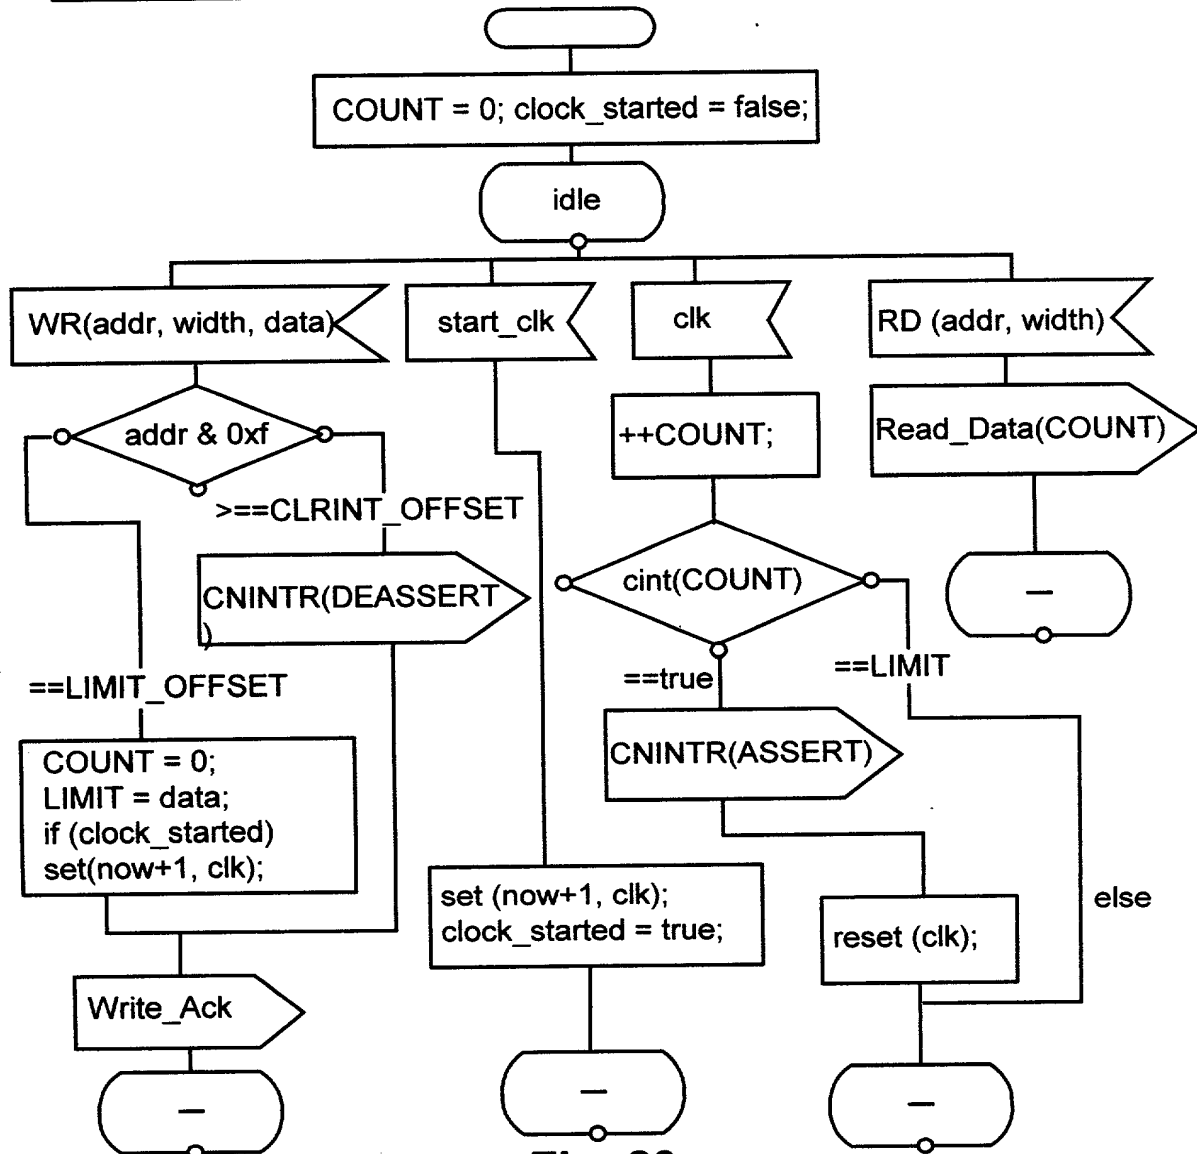 COUNT = 0; clock_started = false;
idle
WR(addr, width, data)
start_clk
clk
RD (addr, width)
addr & 0xf
++COUNT;
Read_Data(COUNT)
>==CLRINT_OFFSET
CNINTR(DEASSERT
)
cint(COUNT)
—
==LIMIT_OFFSET
==true
==LIMIT
CNINTR(ASSERT)
COUNT = 0;
LIMIT = data;
if (clock_started)
set(now+1, clk);
set (now+1, clk);
clock_started = true;
reset (clk);
else
Write_Ack
—
—
—